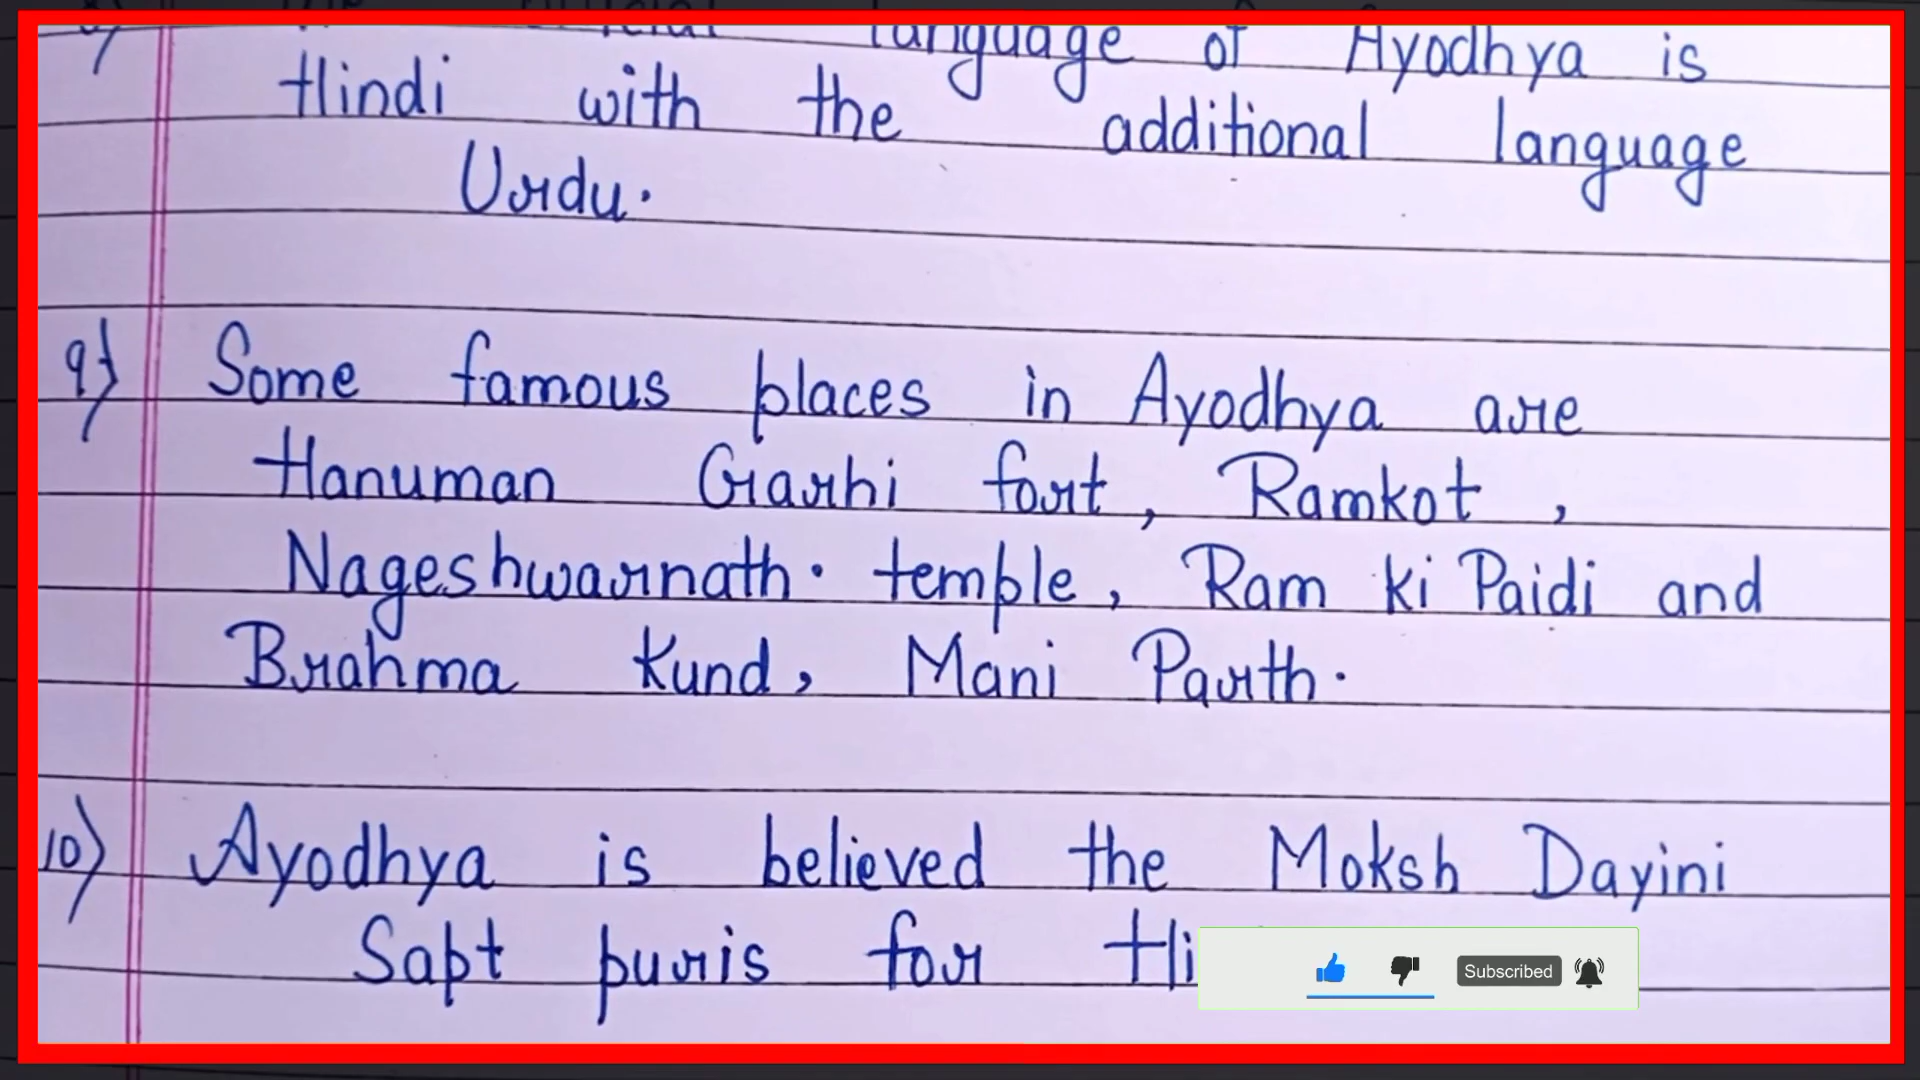 language of Ayodhya is
Hindi with the additional language
Urdu.
9) Some famous places in Ayodhya are
Hanuman Garhi fort, Ramkot ,
Nageshwarnath. temple, Ram ki Paidi and
Brahma Kund, Mani Parth.
10) Ayodhya is believed the Moksh Dayini
Sapt puris for Hi
Subscribed